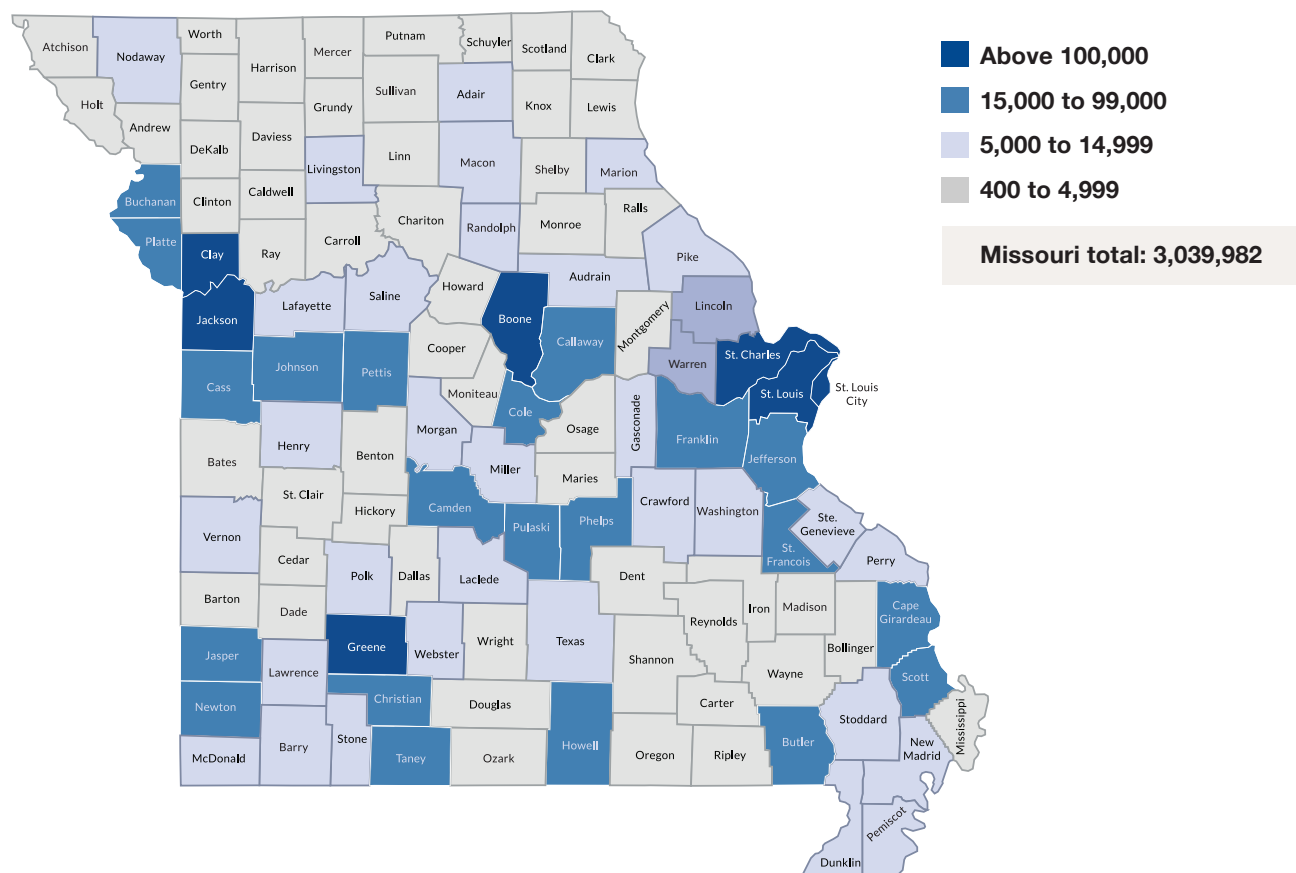 Atchison
Nodaway
Worth
Harrison
Mercer
Putnam
Schuyler
Scotland
Clark
Holt
Gentry
Grundy
Sullivan
Adair
Knox
Lewis
Andrew
DeKalb
Daviess
Livingston
Linn
Macon
Shelby
Marion
Buchanan
Clinton
Caldwell
Chariton
Randolph
Monroe
Ralls
Platte
Clay
Ray
Carroll
Audrain
Pike
Jackson
Lafayette
Saline
Howard
Boone
Callaway
Montgomery
Lincoln
Cass
Johnson
Pettis
Cooper
Moniteau
Cole
Warren
St. Charles
St. Louis
St. Louis
City
Bates
Henry
Benton
Morgan
Miller
Osage
Maries
Gasconade
Franklin
Jefferson
Vernon
St. Clair
Hickory
Camden
Pulaski
Phelps
Crawford
Washington
St.
Francois
Ste.
Genevieve
Perry
Barton
Cedar
Polk
Dallas
Laclede
Dent
Iron
Madison
Cape
Girardeau
Dade
Jasper
Greene
Webster
Wright
Texas
Reynolds
Shannon
Wayne
Bollinger
Scott
Lawrence
Newton
Christian
Douglas
Howell
Carter
Butler
Stoddard
Mississippi
McDonald
Barry
Stone
Taney
Ozark
Oregon
Ripley
New
Madrid
Pemiscot
Dunklin
Above 100,000
15,000 to 99,000
5,000 to 14,999
400 to 4,999
Missouri total: 3,039,982